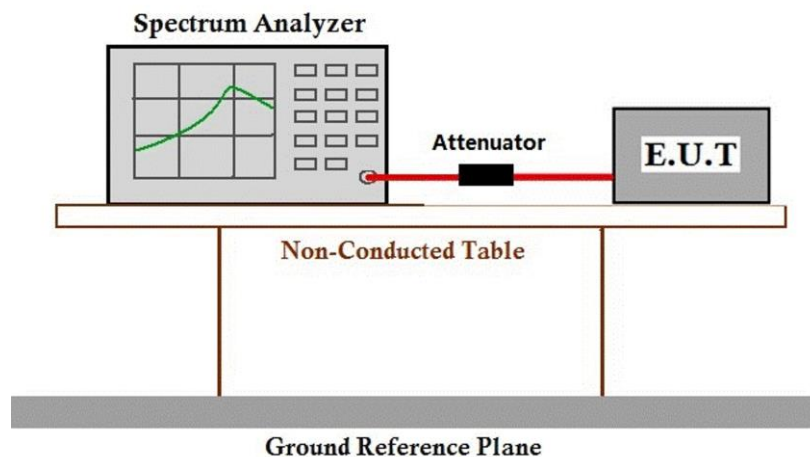 Spectrum Analyzer
Attenuator
E.U.T
Non-Conducted Table
Ground Reference Plane